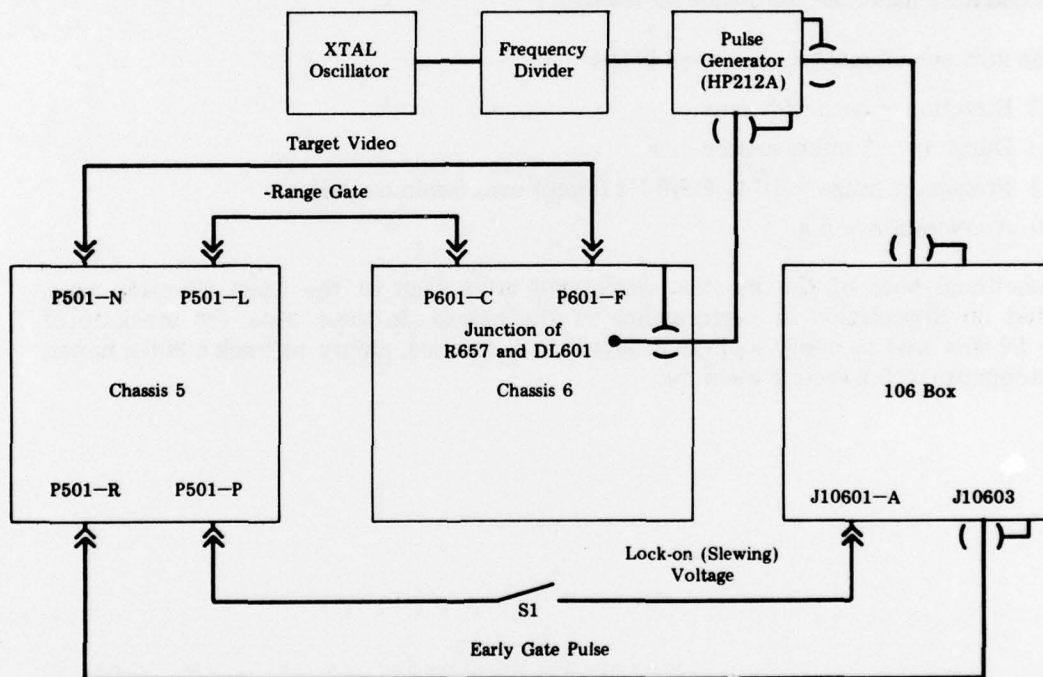 XTAL
Oscillator
Frequency
Divider
Pulse
Generator
(HP212A)
Target Video
-Range Gate
P501—N
P501—L
P601—C
P601—F
Junction of
R657 and DL601
Chassis 5
Chassis 6
106 Box
P501—R
P501—P
J10601—A
J10603
Lock-on (Slewing)
Voltage
S1
Early Gate Pulse